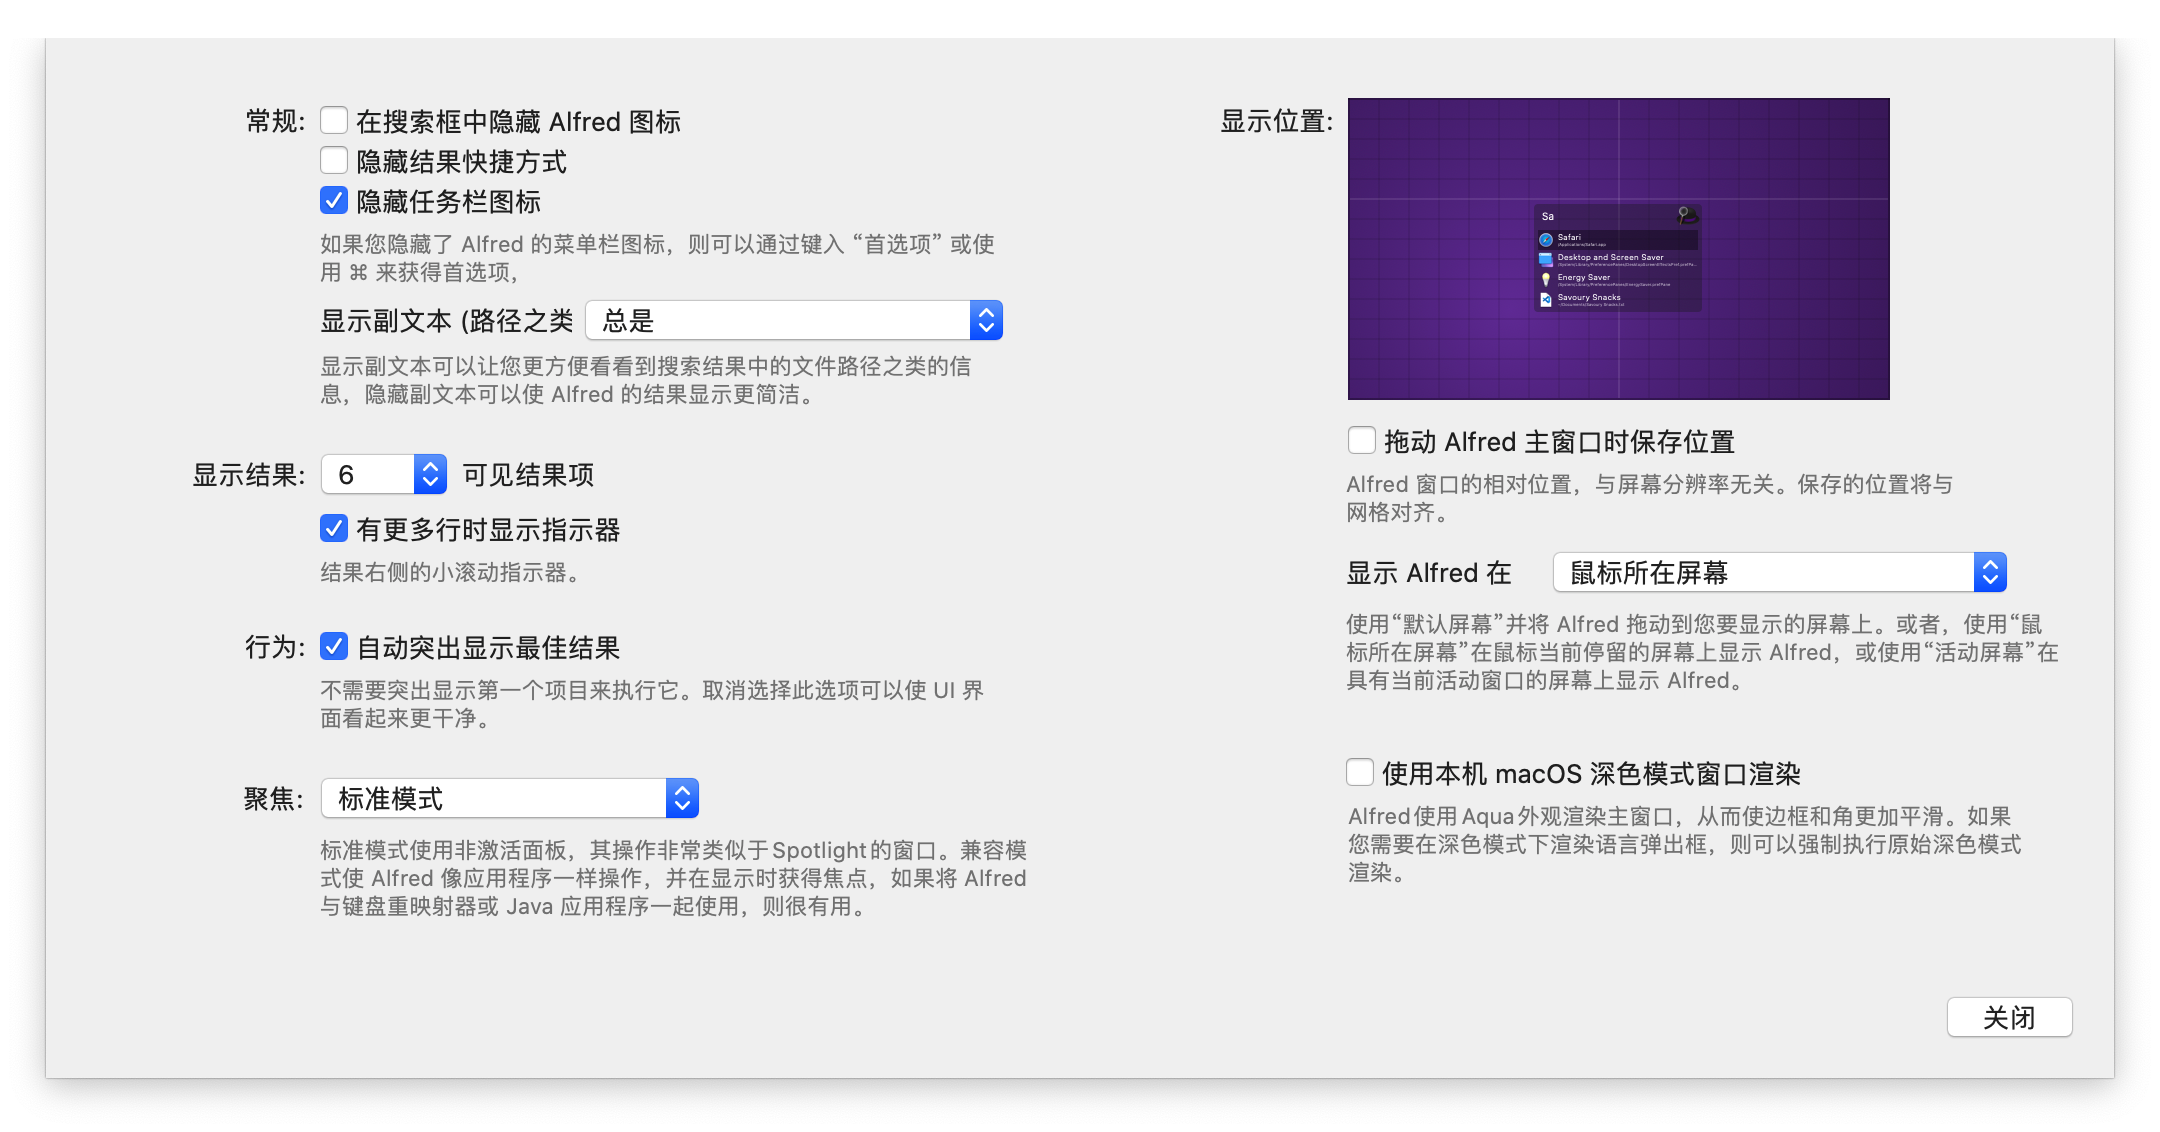 常规:
在搜索框中隐藏 Alfred 图标
隐藏结果快捷方式
隐藏任务栏图标
如果您隐藏了 Alfred 的菜单栏图标，则可以通过键入 “首选项” 或使
用 ⌘ 来获得首选项，
显示副文本 (路径之类
总是
显示副文本可以让您更方便看看到搜索结果中的文件路径之类的信
息，隐藏副文本可以使 Alfred 的结果显示更简洁。
显示结果:
6
可见结果项
有更多行时显示指示器
结果右侧的小滚动指示器。
行为:
自动突出显示最佳结果
不需要突出显示第一个项目来执行它。取消选择此选项可以使 UI 界
面看起来更干净。
聚焦:
标准模式
标准模式使用非激活面板，其操作非常类似于Spotlight的窗口。兼容模
式使 Alfred 像应用程序一样操作，并在显示时获得焦点，如果将 Alfred
与键盘重映射器或 Java 应用程序一起使用，则很有用。
显示位置:
Sa
Safari
/Applications/Safari.app
Desktop and Screen Saver
Energy Saver
/System/Library/PreferencePanes/EnergySaver.prefPane
Savoury Snacks
~/Documents/Savoury Snacks.txt
拖动 Alfred 主窗口时保存位置
Alfred 窗口的相对位置，与屏幕分辨率无关。保存的位置将与
网格对齐。
显示 Alfred 在
鼠标所在屏幕
使用“默认屏幕”并将 Alfred 拖动到您要显示的屏幕上。或者，使用“鼠
标所在屏幕”在鼠标当前停留的屏幕上显示 Alfred，或使用“活动屏幕”在
具有当前活动窗口的屏幕上显示 Alfred。
使用本机 macOS 深色模式窗口渲染
Alfred使用Aqua外观渲染主窗口，从而使边框和角更加平滑。如果
您需要在深色模式下渲染语言弹出框，则可以强制执行原始深色模式
渲染。
关闭